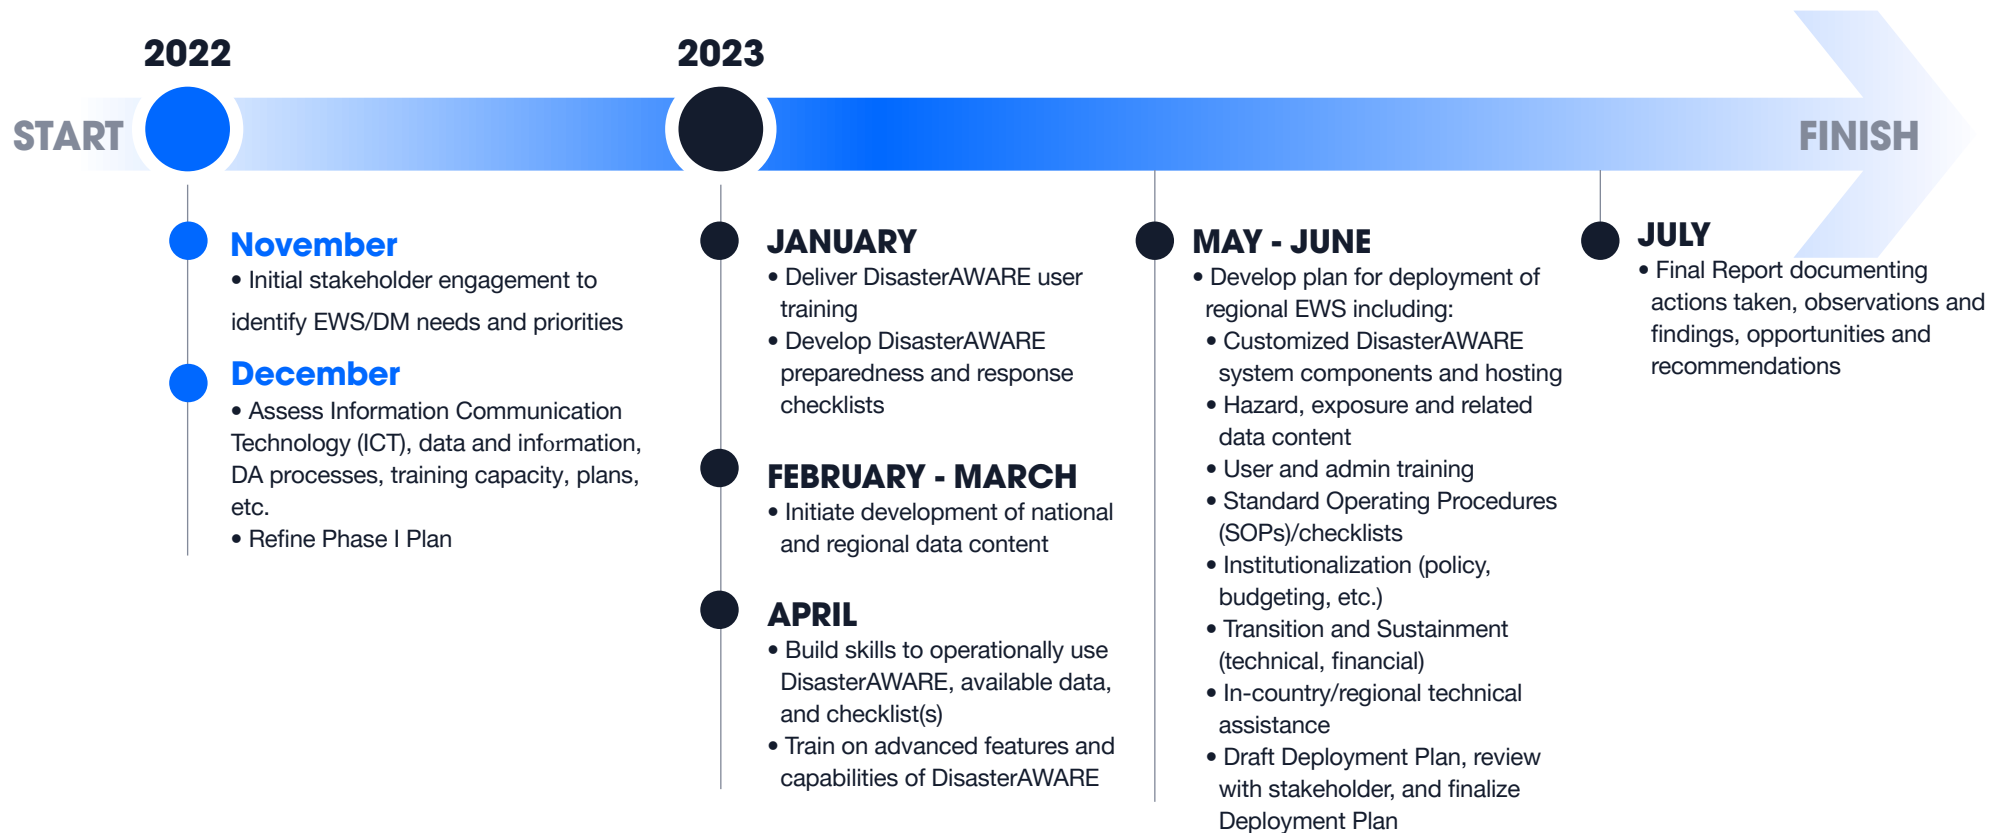 2022
2023
START
FINISH
November
• Initial stakeholder engagement to
identify EWS/DM needs and priorities
December
• Assess Information Communication
Technology (ICT), data and information,
DA processes, training capacity, plans,
etc.
• Refine Phase I Plan
JANUARY
• Deliver DisasterAWARE user
training
• Develop DisasterAWARE
preparedness and response
checklists
FEBRUARY - MARCH
• Initiate development of national
and regional data content
APRIL
• Build skills to operationally use
DisasterAWARE, available data,
and checklist(s)
• Train on advanced features and
capabilities of DisasterAWARE
MAY - JUNE
• Develop plan for deployment of
regional EWS including:
• Customized DisasterAWARE
system components and hosting
• Hazard, exposure and related
data content
• User and admin training
• Standard Operating Procedures
(SOPs)/checklists
• Institutionalization (policy,
budgeting, etc.)
• Transition and Sustainment
(technical, financial)
• In-country/regional technical
assistance
• Draft Deployment Plan, review
with stakeholder, and finalize
Deployment Plan
JULY
• Final Report documenting
actions taken, observations and
findings, opportunities and
recommendations